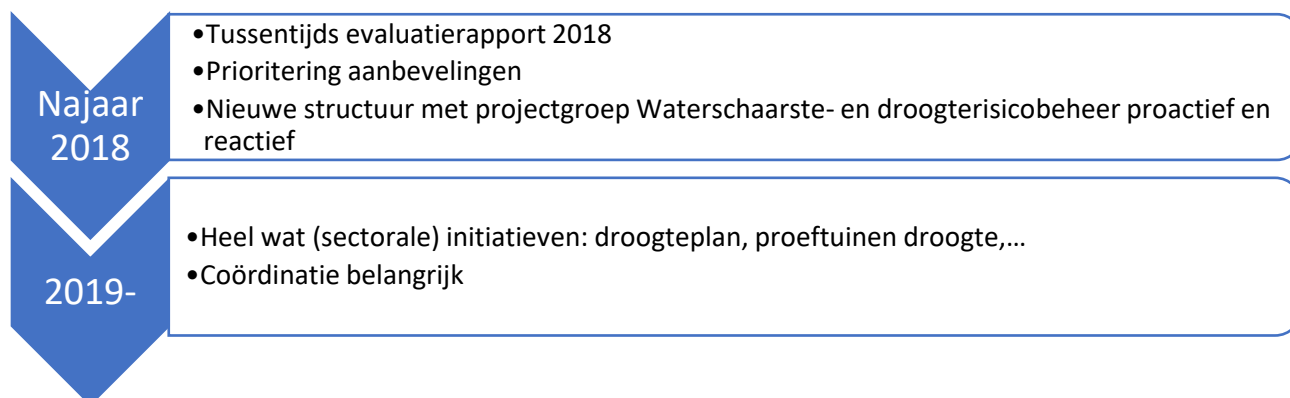 Najaar
2018
•Tussentijds evaluatierapport 2018
•Prioritering aanbevelingen
•Nieuwe structuur met projectgroep Waterschaarste- en droogterisicobeheer proactief en
reactief
2019-
•Heel wat (sectorale) initiatieven: droogteplan, proeftuinen droogte,...
•Coördinatie belangrijk